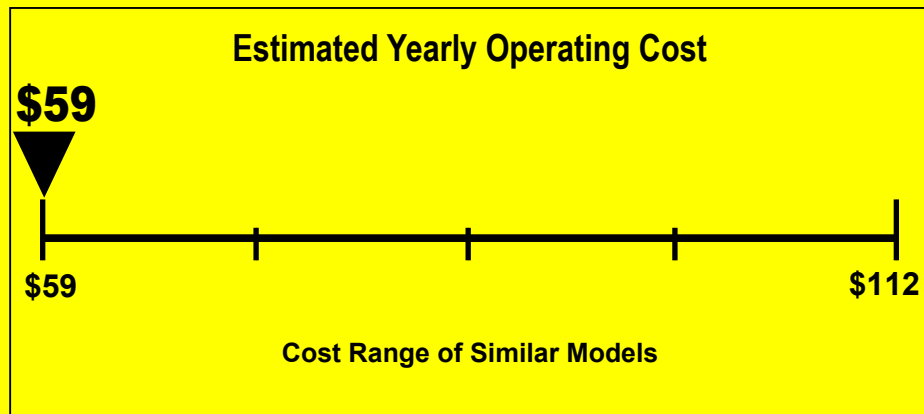 Estimated Yearly Operating Cost
$59
$59
$112
Cost Range of Similar Models